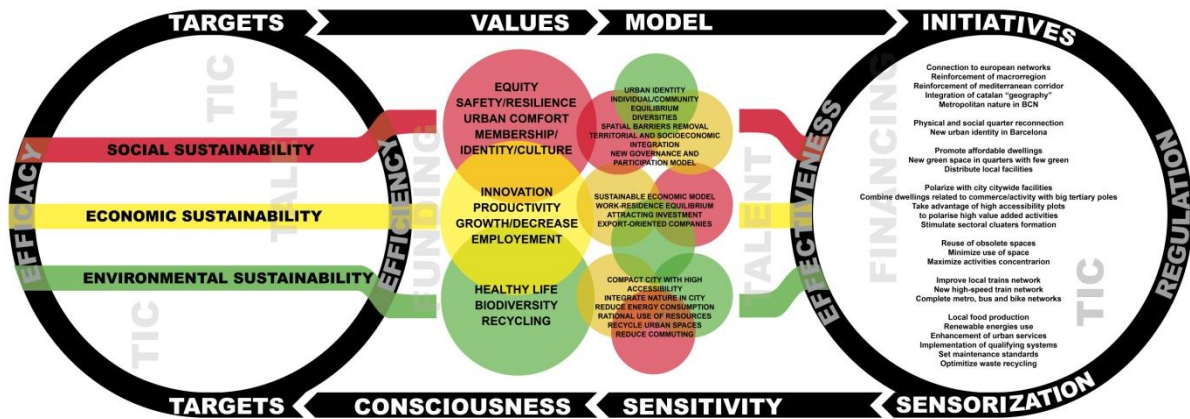 TARGETS
VALUES
MODEL
INITIATIVES
EFFICACY
TIC
TALENT
TIC
SOCIAL SUSTAINABILITY
ECONOMIC SUSTAINABILITY
ENVIRONMENTAL SUSTAINABILITY
EFFICIENCY
FUNDING
EQUITY
SAFETY/RESILIENCE
URBAN COMFORT
MEMBERSHIP/
IDENTITY/CULTURE
INNOVATION
PRODUCTIVITY
GROWTH/DECREASE
EMPLOYEMENT
HEALTHY LIFE
BIODIVERSITY
RECYCLING
URBAN IDENTITY
INDIVIDUAL/COMMUNITY
EQUILIBRIUM
DIVERSITIES
SPATIAL BARRIERS REMOVAL
TERRITORIAL AND SOCIOECONOMIC
INTEGRATION
NEW GOVERNANCE AND
PARTICIPATION MODEL
SUSTAINABLE ECONOMIC MODEL
WORK-RESIDENCE EQUILIBRIUM
ATTRACTING INVESTMENT
EXPORT-ORIENTED COMPANIES
COMPACT CITY WITH HIGH
ACCESSIBILITY
INTEGRATE NATURE IN CITY
REDUCE ENERGY CONSUMPTION
RATIONAL USE OF RESOURCES
RECYCLE URBAN SPACES
REDUCE COMMUTING
TALENT
EFFECTIVENESS
FINANCING
Connection to european networks
Reinforcement of macrorregion
Reinforcement of mediterranean corridor
Integration of catalan "geography"
Metropolitan nature in BCN
Physical and social quarter reconnection
New urban identity in Barcelona
Promote affordable dwellings
New green space in quarters with few green
Distribute local facilities
Polarize with city citywide facilities
Combine dwellings related to commerce/activity with big tertiary poles
Take advantage of high accessibility plots
to polarise high value added activities
Stimulate sectoral cluaters formation
Reuse of obsolete spaces
Minimize use of space
Maximize activities concentrarion
Improve local trains network
New high-speed train network
Complete metro, bus and bike networks
Local food production
Renewable energies use
Enhancement of urban services
Implementation of qualifying systems
Set maintenance standards
Optimitize waste recycling
TIC
REGULATION
TARGETS
CONSCIOUSNESS
SENSITIVITY
SENSORIZATION